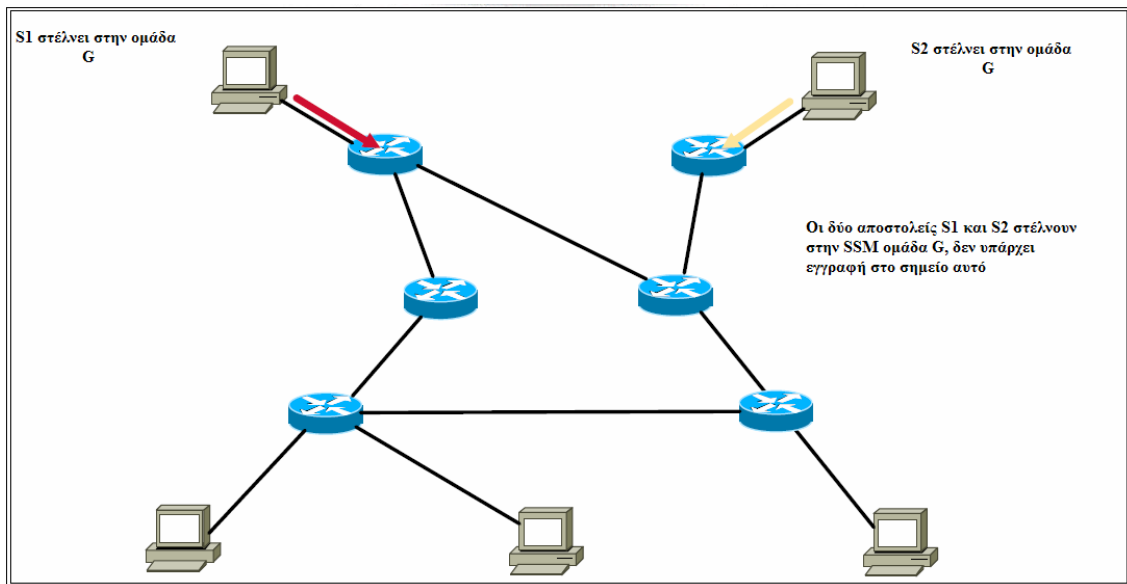 S1 στέλνει στην ομάδα
G
S2 στέλνει στην ομάδα
G
Οι δύο αποστολείς S1 και S2 στέλνουν
στην SSM ομάδα G, δεν υπάρχει
εγγραφή στο σημείο αυτό